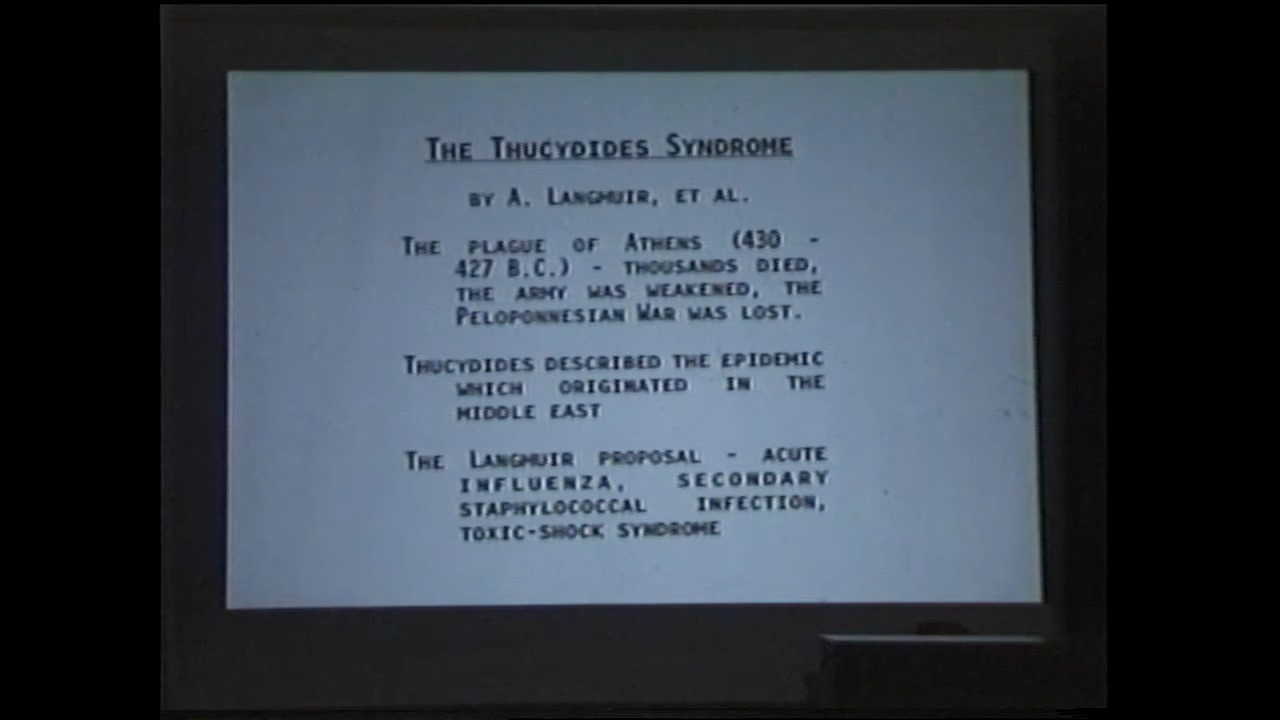 THE THUCYDIDES SYNDROME
BY A. LANGMUIR, ET AL.
THE PLAGUE OF ATHENS (430 -
427 B.C.) - THOUSANDS DIED,
THE ARMY WAS WEAKENED, THE
PELOPONNESIAN WAR WAS LOST.
THUCYDIDES DESCRIBED THE EPIDEMIC
WHICH ORIGINATED IN THE
MIDDLE EAST
THE LANGMUIR PROPOSAL - ACUTE
INFLUENZA, SECONDARY
STAPHYLOCOCCAL INFECTION,
TOXIC-SHOCK SYNDROME